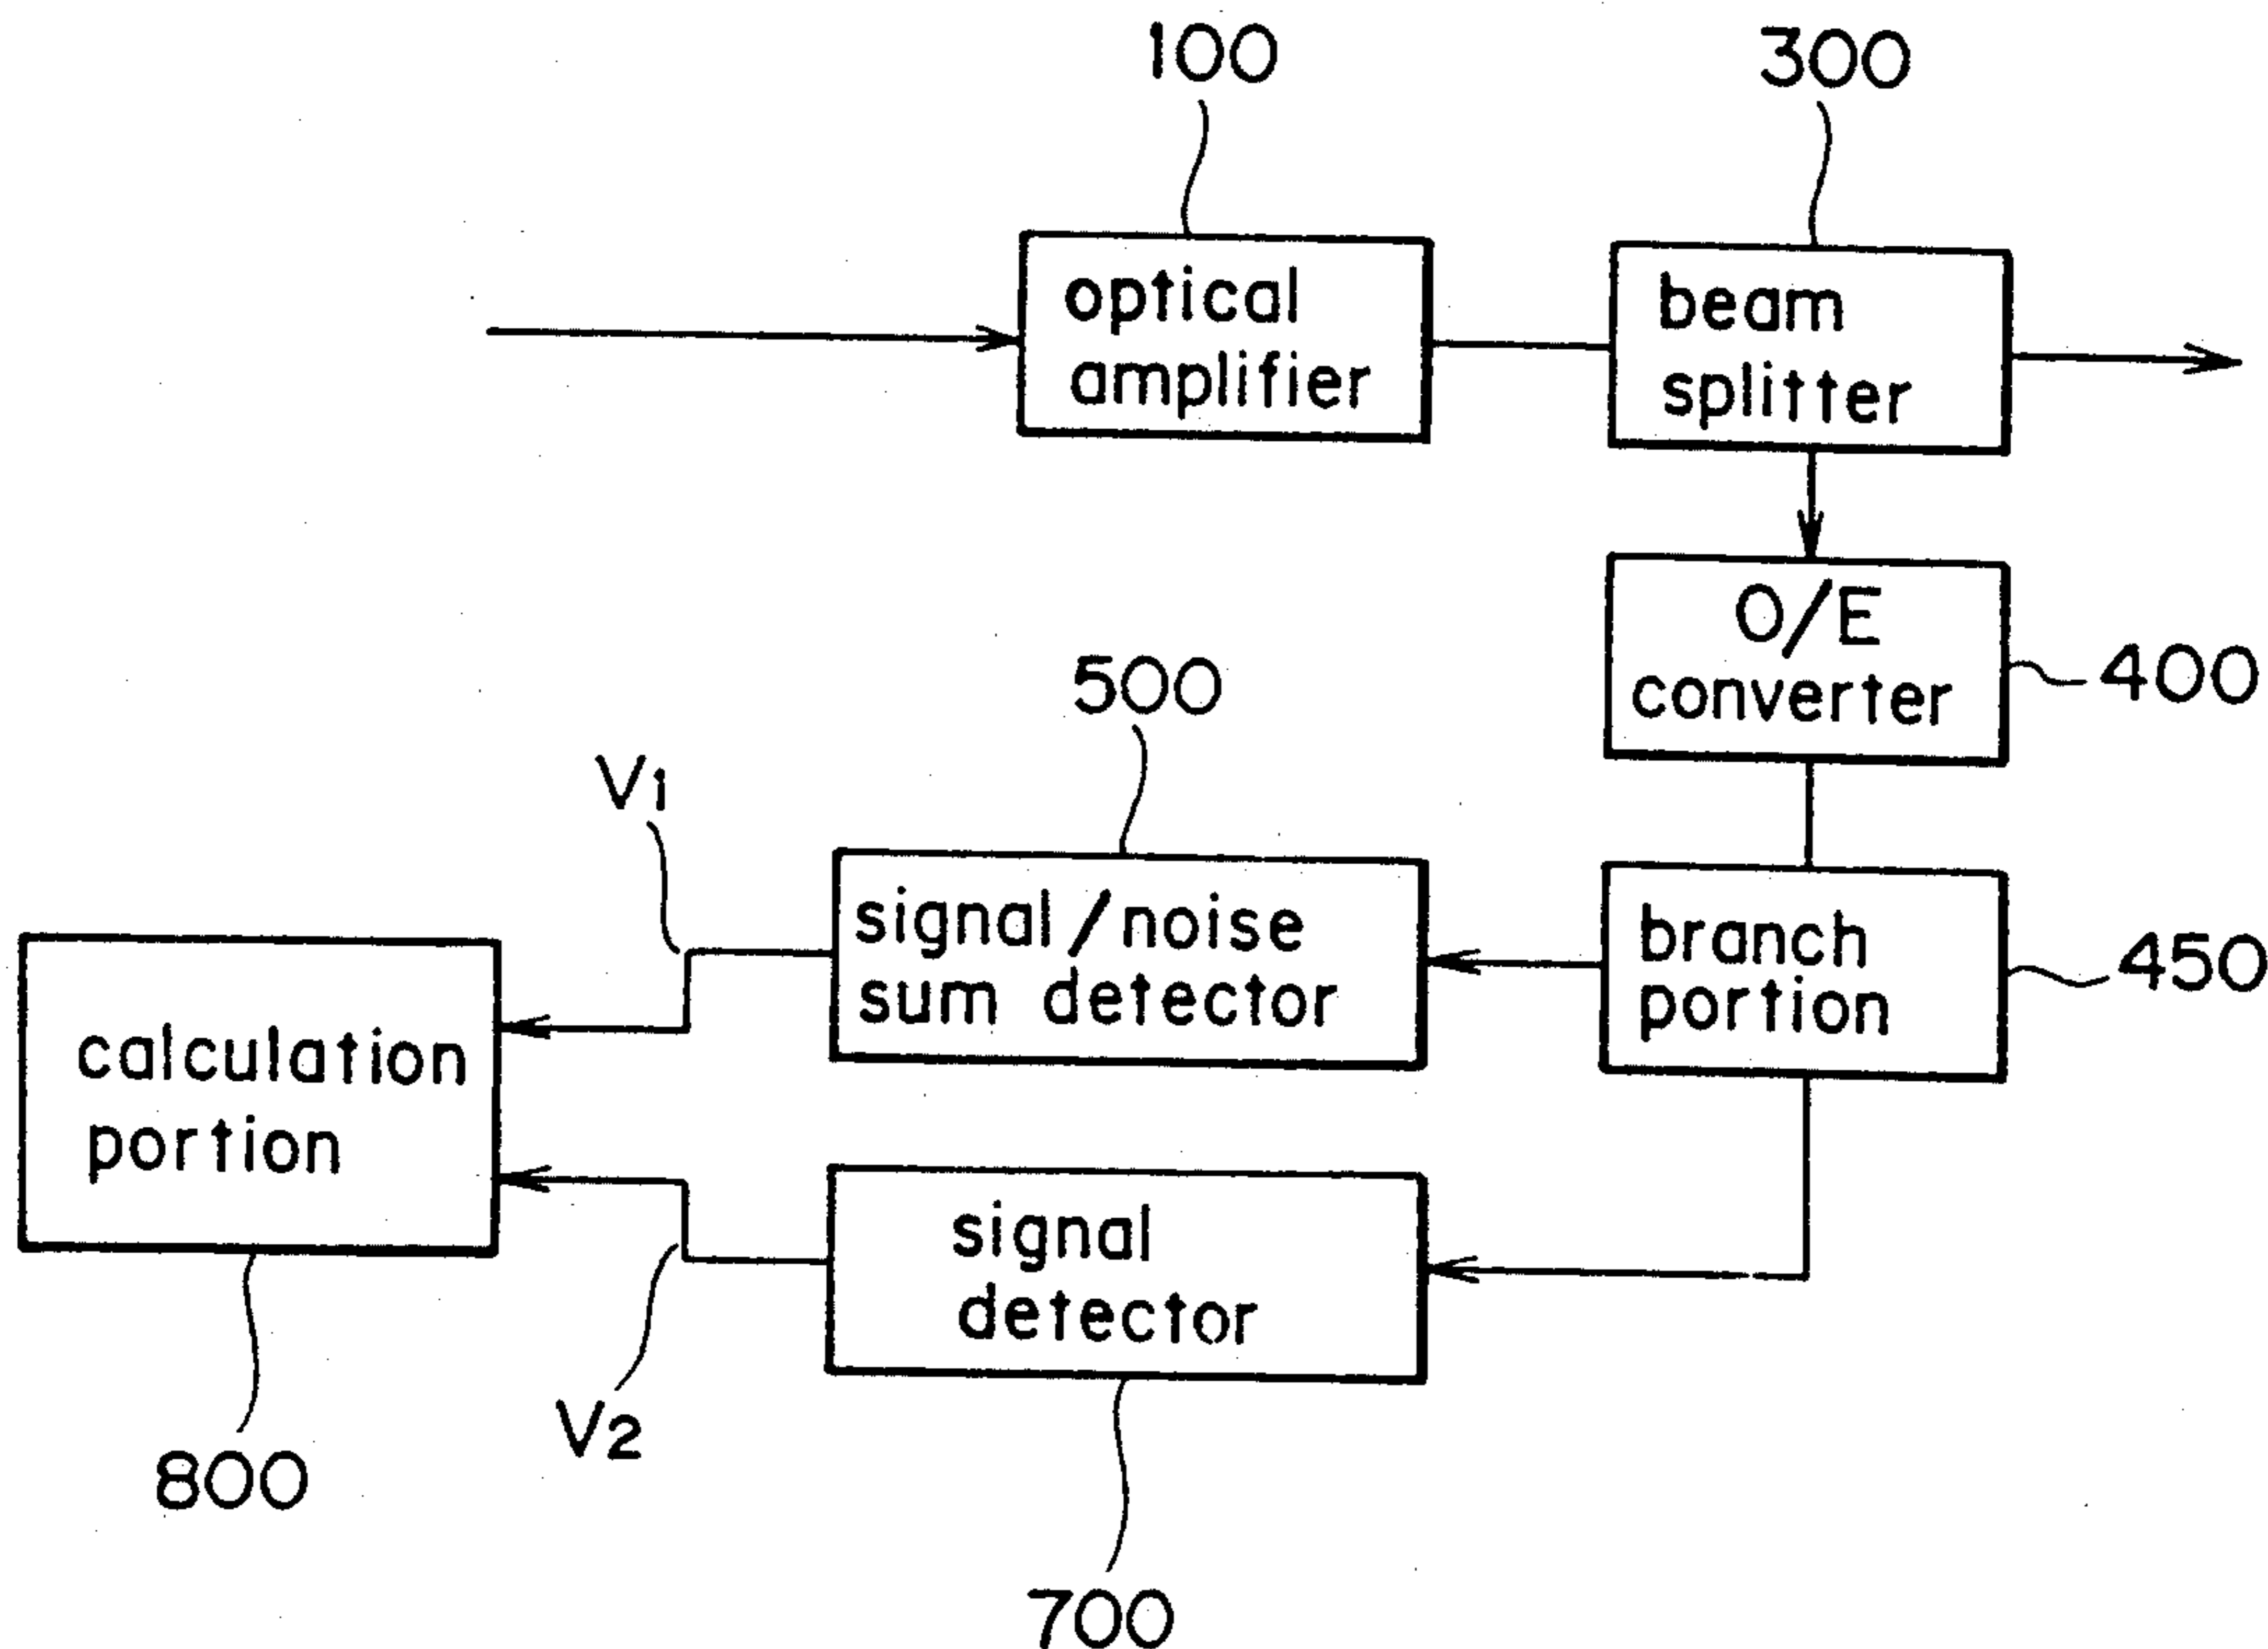 100
300
optical
amplifier
beam
splitter
O/E
converter
400
500
V1
signal/noise
sum detector
branch
portion
450
calculation
portion
signal
detector
V2
800
700